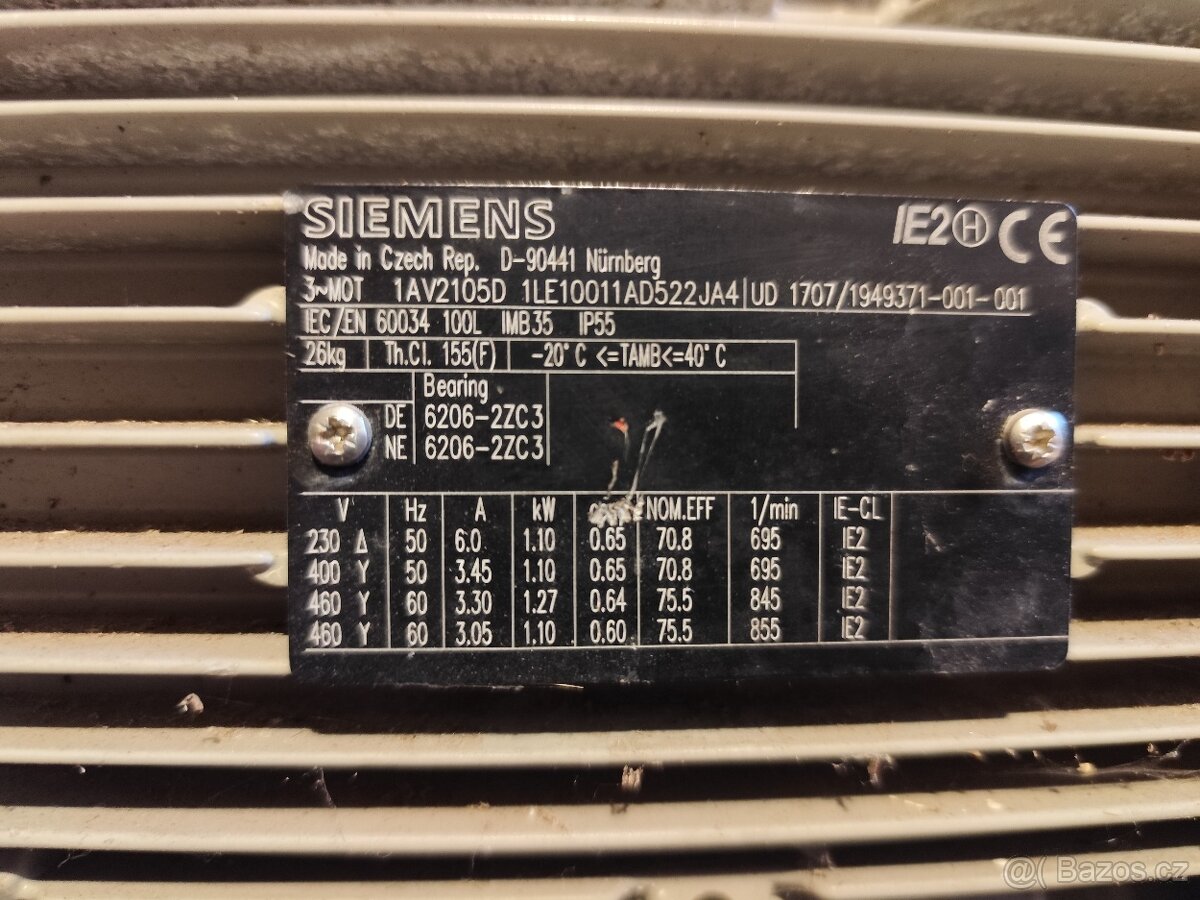 SIEMENS IE2 H CE
Made in Czech Rep. D-90441 Nürnberg
3~MOT 1AV2105D 1LE10011AD522JA4 UD 1707/1949371-001-001
IEC/EN 60034 100L IMB35 IP55
26kg Th.Cl. 155(F) -20°C <=TAMB<=40°C
Bearing
DE 6206-2ZC3
NE 6206-2ZC3
V Hz A kW NOM.EFF 1/min IE-CL
230 Δ 50 6.0 1.10 0.65 70.8 695 IE2
400 Y 50 3.45 1.10 0.65 70.8 695 IE2
460 Y 60 3.30 1.27 0.64 75.5 845 IE2
460 Y 60 3.05 1.10 0.60 75.5 855 IE2
@( Bazos.cz